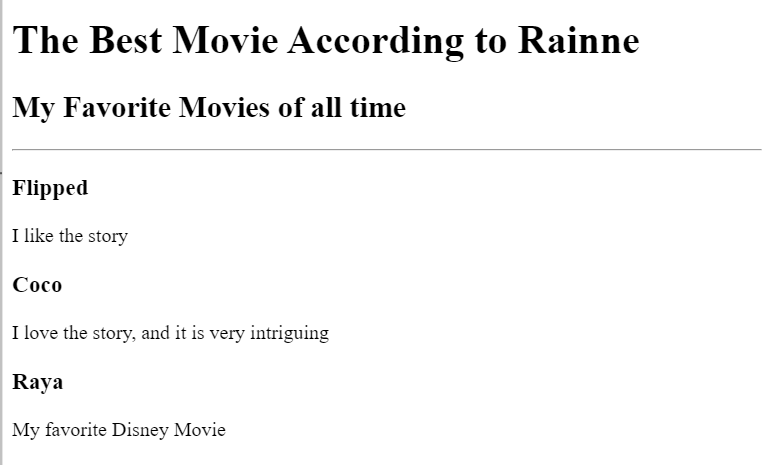 The Best Movie According to Rainne
My Favorite Movies of all time
Flipped
I like the story
Coco
I love the story, and it is very intriguing
Raya
My favorite Disney Movie